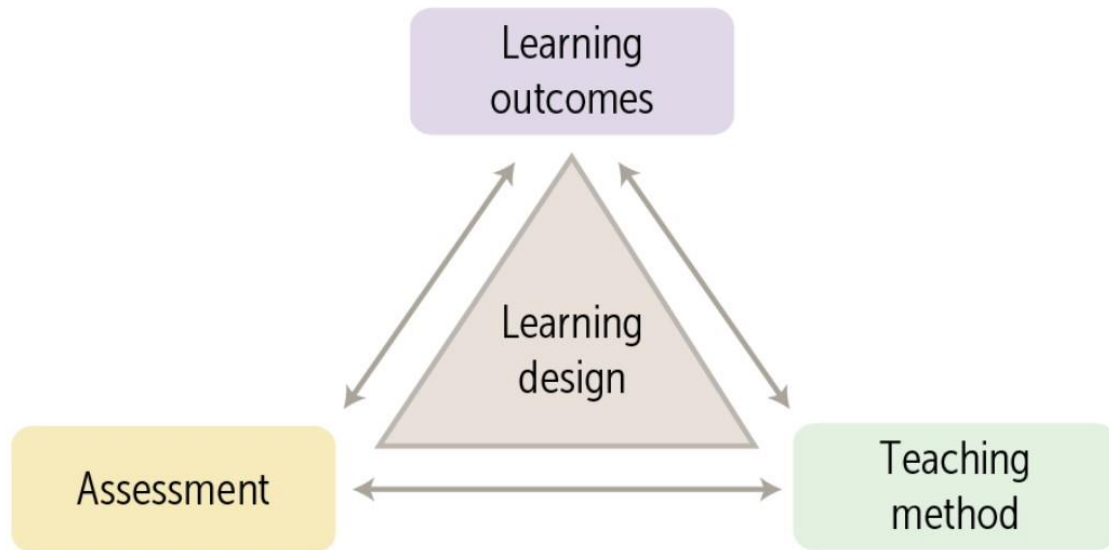 Learning
outcomes
Learning
design
Assessment
Teaching
method